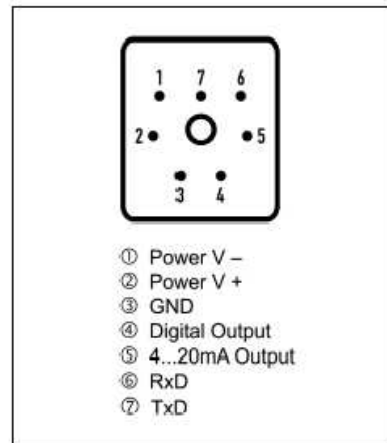 1 7 6
2 5
3 4
① Power V –
② Power V +
③ GND
④ Digital Output
⑤ 4...20mA Output
⑥ RxD
⑦ TxD